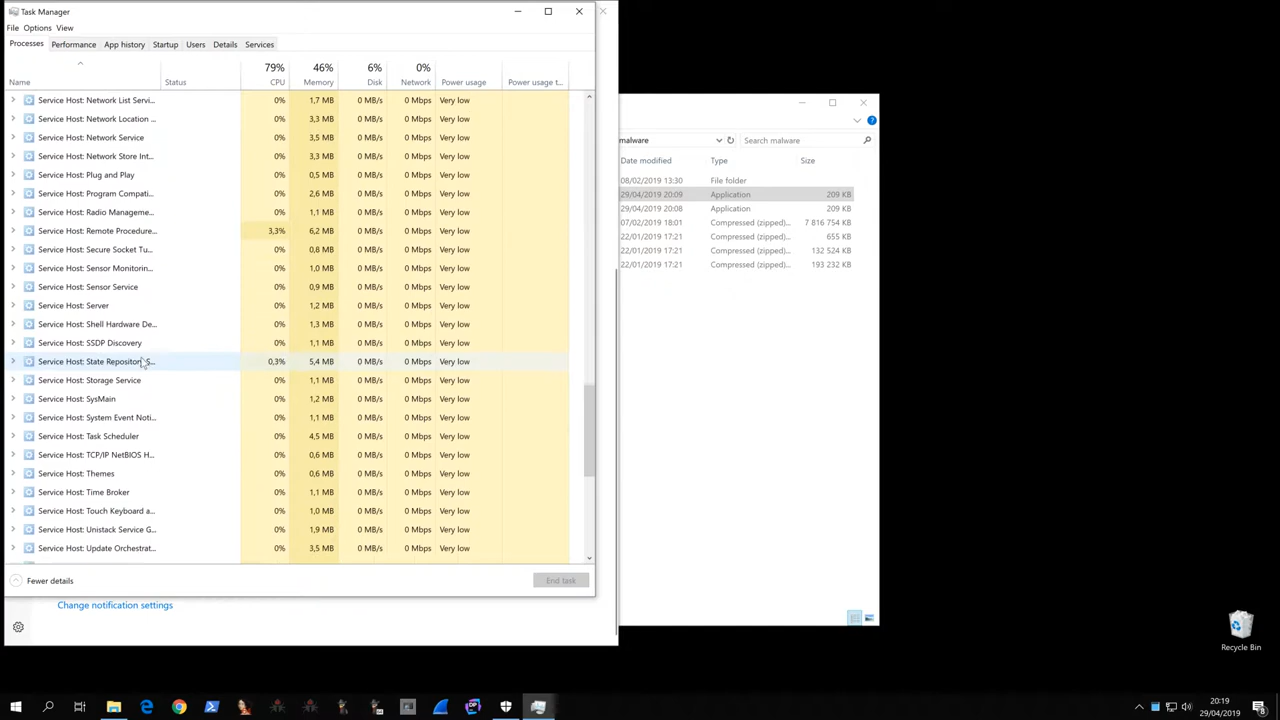 Task Manager
File Options View
Processes Performance App history Startup Users Details Services
79% 46% 6% 0%
Name Status CPU Memory Disk Network Power usage Power usage t...
Service Host: Network List Servi... 0% 1,7 MB 0 MB/s 0 Mbps Very low
Service Host: Network Location ... 0% 3,3 MB 0 MB/s 0 Mbps Very low
Service Host: Network Service 0% 3,5 MB 0 MB/s 0 Mbps Very low
Service Host: Network Store Int... 0% 3,3 MB 0 MB/s 0 Mbps Very low
Service Host: Plug and Play 0% 0,5 MB 0 MB/s 0 Mbps Very low
Service Host: Program Compati... 0% 2,6 MB 0 MB/s 0 Mbps Very low
Service Host: Radio Manageme... 0% 1,1 MB 0 MB/s 0 Mbps Very low
Service Host: Remote Procedure... 3,3% 6,2 MB 0 MB/s 0 Mbps Very low
Service Host: Secure Socket Tu... 0% 0,8 MB 0 MB/s 0 Mbps Very low
Service Host: Sensor Monitorin... 0% 1,0 MB 0 MB/s 0 Mbps Very low
Service Host: Sensor Service 0% 0,9 MB 0 MB/s 0 Mbps Very low
Service Host: Server 0% 1,2 MB 0 MB/s 0 Mbps Very low
Service Host: Shell Hardware De... 0% 1,3 MB 0 MB/s 0 Mbps Very low
Service Host: SSDP Discovery 0% 1,1 MB 0 MB/s 0 Mbps Very low
Service Host: State Repository S... 0,3% 5,4 MB 0 MB/s 0 Mbps Very low
Service Host: Storage Service 0% 1,1 MB 0 MB/s 0 Mbps Very low
Service Host: SysMain 0% 1,2 MB 0 MB/s 0 Mbps Very low
Service Host: System Event Noti... 0% 1,1 MB 0 MB/s 0 Mbps Very low
Service Host: Task Scheduler 0% 4,5 MB 0 MB/s 0 Mbps Very low
Service Host: TCP/IP NetBIOS H... 0% 0,6 MB 0 MB/s 0 Mbps Very low
Service Host: Themes 0% 0,6 MB 0 MB/s 0 Mbps Very low
Service Host: Time Broker 0% 1,1 MB 0 MB/s 0 Mbps Very low
Service Host: Touch Keyboard a... 0% 1,0 MB 0 MB/s 0 Mbps Very low
Service Host: Unistack Service G... 0% 1,9 MB 0 MB/s 0 Mbps Very low
Service Host: Update Orchestrat... 0% 3,5 MB 0 MB/s 0 Mbps Very low
Fewer details End task
Change notification settings
malware Search malware
Date modified Type Size
08/02/2019 13:30 File folder
29/04/2019 20:09 Application 209 KB
29/04/2019 20:08 Application 209 KB
07/02/2019 18:01 Compressed (zipped)... 7 816 754 KB
22/01/2019 17:21 Compressed (zipped)... 655 KB
22/01/2019 17:21 Compressed (zipped)... 132 524 KB
22/01/2019 17:21 Compressed (zipped)... 193 232 KB
Recycle Bin
DP
20:19
29/04/2019
8